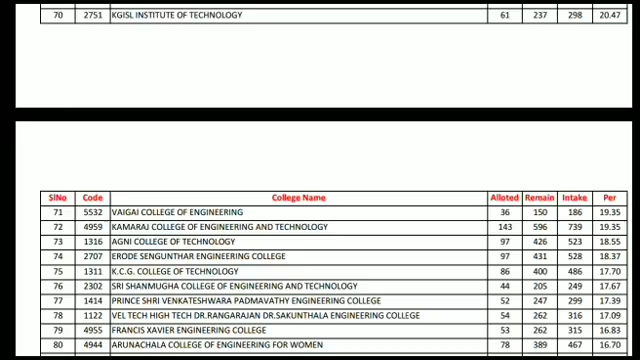 70 2751 KGISL INSTITUTE OF TECHNOLOGY 61 237 298 20.47
SlNo Code College Name Alloted Remain Intake Per
71 5532 VAIGAI COLLEGE OF ENGINEERING 36 150 186 19.35
72 4959 KAMARAJ COLLEGE OF ENGINEERING AND TECHNOLOGY 143 596 739 19.35
73 1316 AGNI COLLEGE OF TECHNOLOGY 97 426 523 18.55
74 2707 ERODE SENGUNTHAR ENGINEERING COLLEGE 97 431 528 18.37
75 1311 K.C.G. COLLEGE OF TECHNOLOGY 86 400 486 17.70
76 2302 SRI SHANMUGHA COLLEGE OF ENGINEERING AND TECHNOLOGY 44 205 249 17.67
77 1414 PRINCE SHRI VENKATESHWARA PADMAVATHY ENGINEERING COLLEGE 52 247 299 17.39
78 1122 VEL TECH HIGH TECH DR.RANGARAJAN DR.SAKUNTHALA ENGINEERING COLLEGE 54 262 316 17.09
79 4955 FRANCIS XAVIER ENGINEERING COLLEGE 53 262 315 16.83
80 4944 ARUNACHALA COLLEGE OF ENGINEERING FOR WOMEN 78 389 467 16.70